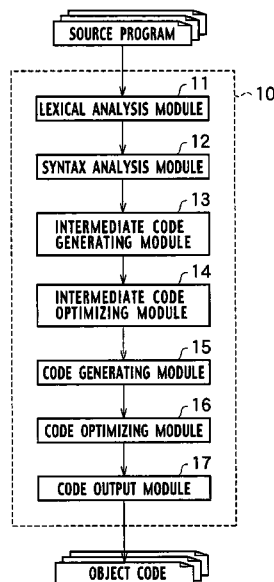 SOURCE PROGRAM
11
LEXICAL ANALYSIS MODULE
10
12
SYNTAX ANALYSIS MODULE
13
INTERMEDIATE CODE
GENERATING MODULE
14
INTERMEDIATE CODE
OPTIMIZING MODULE
15
CODE GENERATING MODULE
16
CODE OPTIMIZING MODULE
17
CODE OUTPUT MODULE
OBJECT CODE